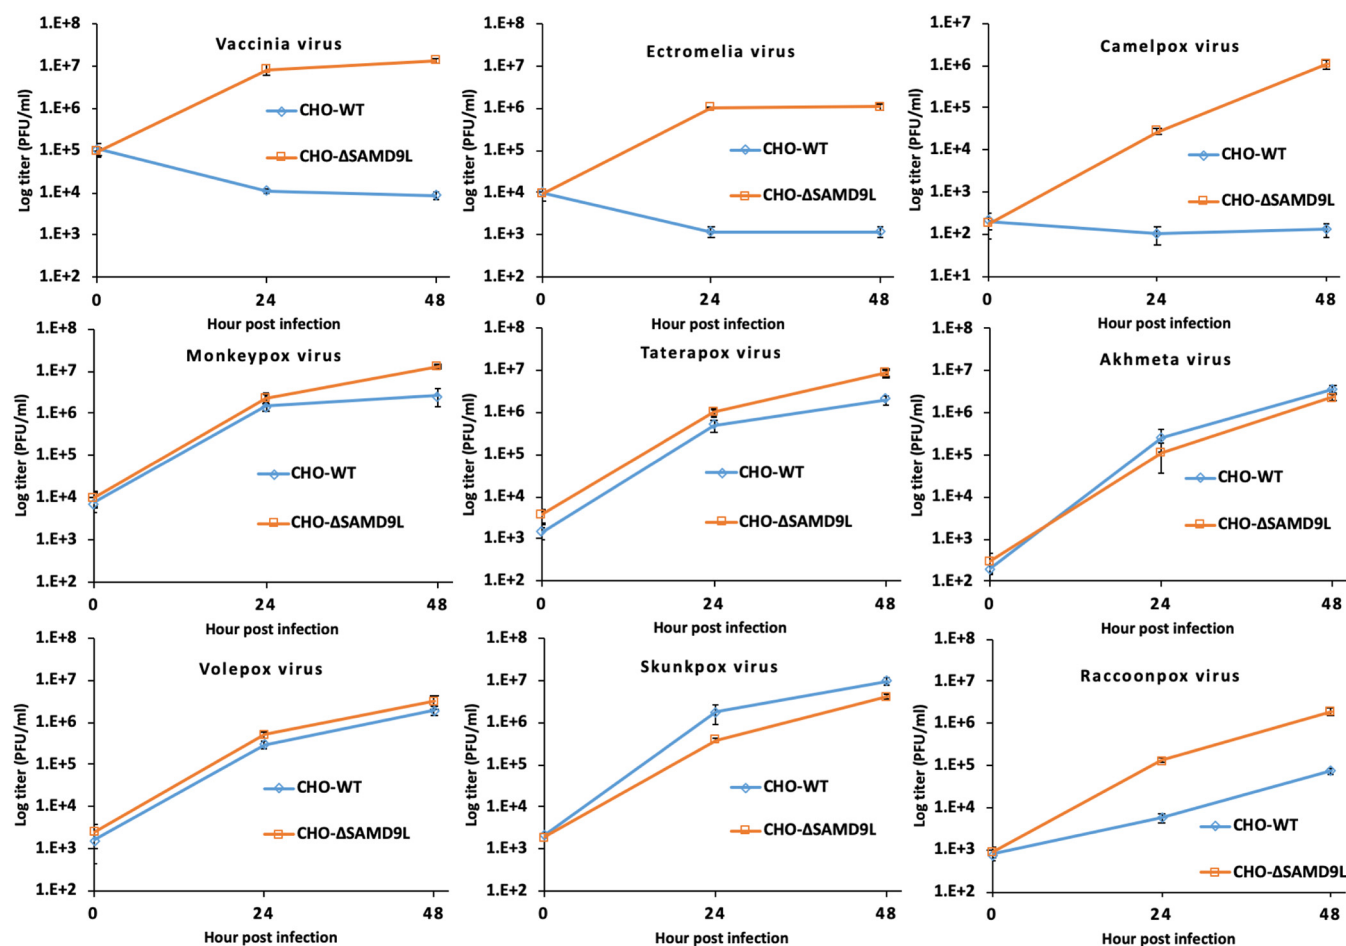 Vaccinia virus
Log titer (PFU/ml)
1.E+8
1.E+7
1.E+6
1.E+5
1.E+4
1.E+3
1.E+2
CHO-WT
CHO-ΔSAMD9L
0 24 48
Hour post infection
Ectromelia virus
Log titer (PFU/ml)
1.E+8
1.E+7
1.E+6
1.E+5
1.E+4
1.E+3
1.E+2
CHO-WT
CHO-ΔSAMD9L
0 24 48
Hour post infection
Camelpox virus
Log titer (PFU/ml)
1.E+7
1.E+6
1.E+5
1.E+4
1.E+3
1.E+2
1.E+1
CHO-WT
CHO-ΔSAMD9L
0 24 48
Hour post infection
Monkeypox virus
Log titer (PFU/ml)
1.E+8
1.E+7
1.E+6
1.E+5
1.E+4
1.E+3
1.E+2
CHO-WT
CHO-ΔSAMD9L
0 24 48
Hour post infection
Taterapox virus
Log titer (PFU/ml)
1.E+8
1.E+7
1.E+6
1.E+5
1.E+4
1.E+3
1.E+2
CHO-WT
CHO-ΔSAMD9L
0 24 48
Hour post infection
Akhmeta virus
Log titer (PFU/ml)
1.E+8
1.E+7
1.E+6
1.E+5
1.E+4
1.E+3
1.E+2
CHO-WT
CHO-ΔSAMD9L
0 24 48
Hour post infection
Volepox virus
Log titer (PFU/ml)
1.E+8
1.E+7
1.E+6
1.E+5
1.E+4
1.E+3
1.E+2
CHO-WT
CHO-ΔSAMD9L
0 24 48
Hour post infection
Skunkpox virus
Log titer (PFU/ml)
1.E+8
1.E+7
1.E+6
1.E+5
1.E+4
1.E+3
1.E+2
CHO-WT
CHO-ΔSAMD9L
0 24 48
Hour post infection
Raccoonpox virus
Log titer (PFU/ml)
1.E+8
1.E+7
1.E+6
1.E+5
1.E+4
1.E+3
1.E+2
CHO-WT
CHO-ΔSAMD9L
0 24 48
Hour post infection